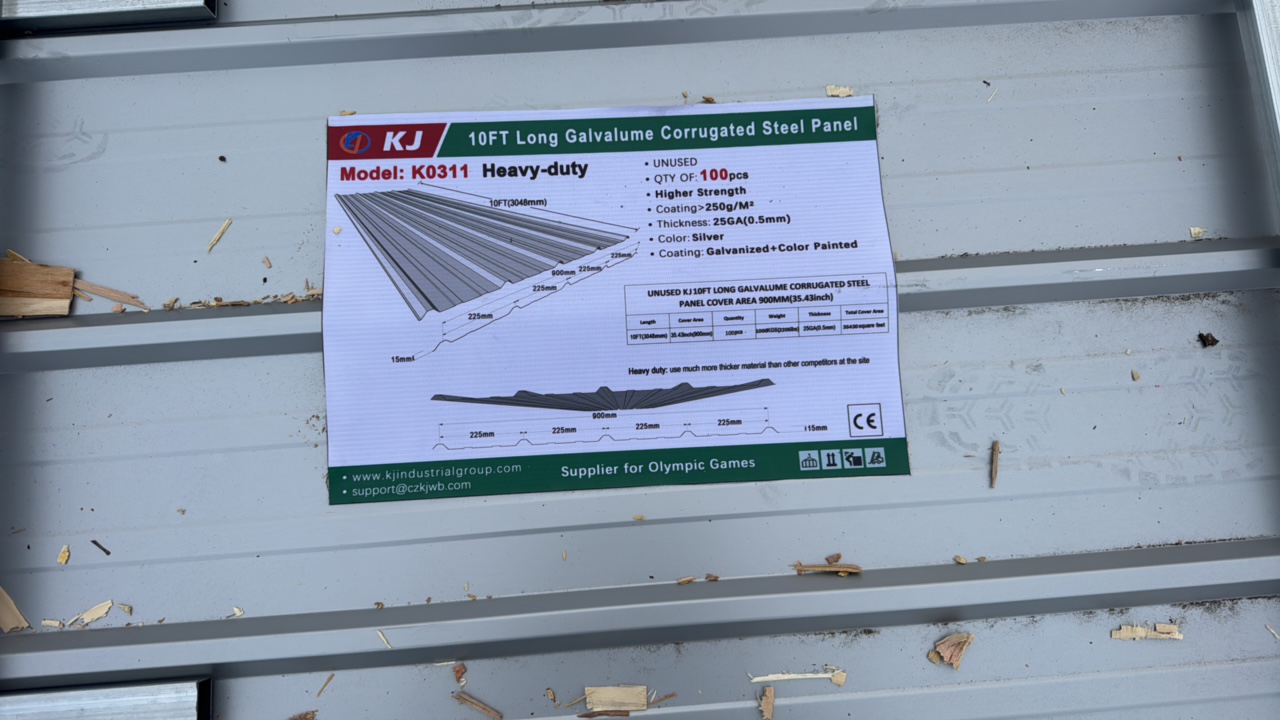 KJ
10FT Long Galvalume Corrugated Steel Panel
Model: K0311 Heavy-duty
• UNUSED
• QTY OF: 100pcs
• Higher Strength
• Coating>250g/M²
• Thickness: 25GA(0.5mm)
• Color: Silver
• Coating: Galvanized+Color Painted
10FT(3048mm)
225mm
225mm
900mm
225mm
225mm
15mm
UNUSED KJ 10FT LONG GALVALUME CORRUGATED STEEL
PANEL COVER AREA 900MM(35.43inch)
Length Cover Area Quantity Weight Thickness Total Cover Area
10FT(3048mm) 35.43inch(900mm) 100pcs 25GA(0.5mm) square feet
Heavy duty: use much more thicker material than other competitors at the site
900mm
225mm 225mm 225mm 225mm 15mm
CE
• www.kjindustrialgroup.com
• support@czkjwb.com
Supplier for Olympic Games